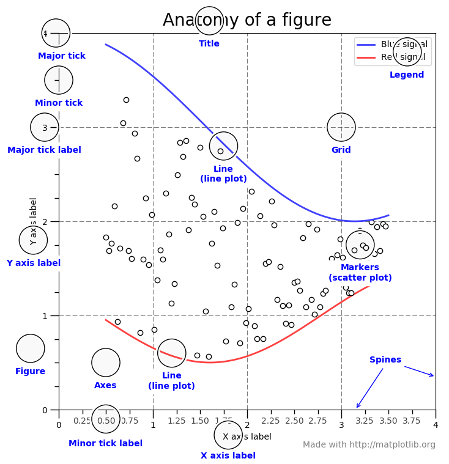 Anatomy of a figure
4
Major tick
Title
Blue signal
Red signal
Legend
Minor tick
3
Major tick label
Line
(line plot)
Grid
2
Y axis label
Y axis label
Markers
(scatter plot)
1
Figure
Axes
Line
(line plot)
Spines
0
0 0.25 0.50 0.75 1 1.25 1.50 1.75 2 2.25 2.50 2.75 3 3.25 3.50 3.75 4
Minor tick label
X axis label
X axis label
Made with http://matplotlib.org